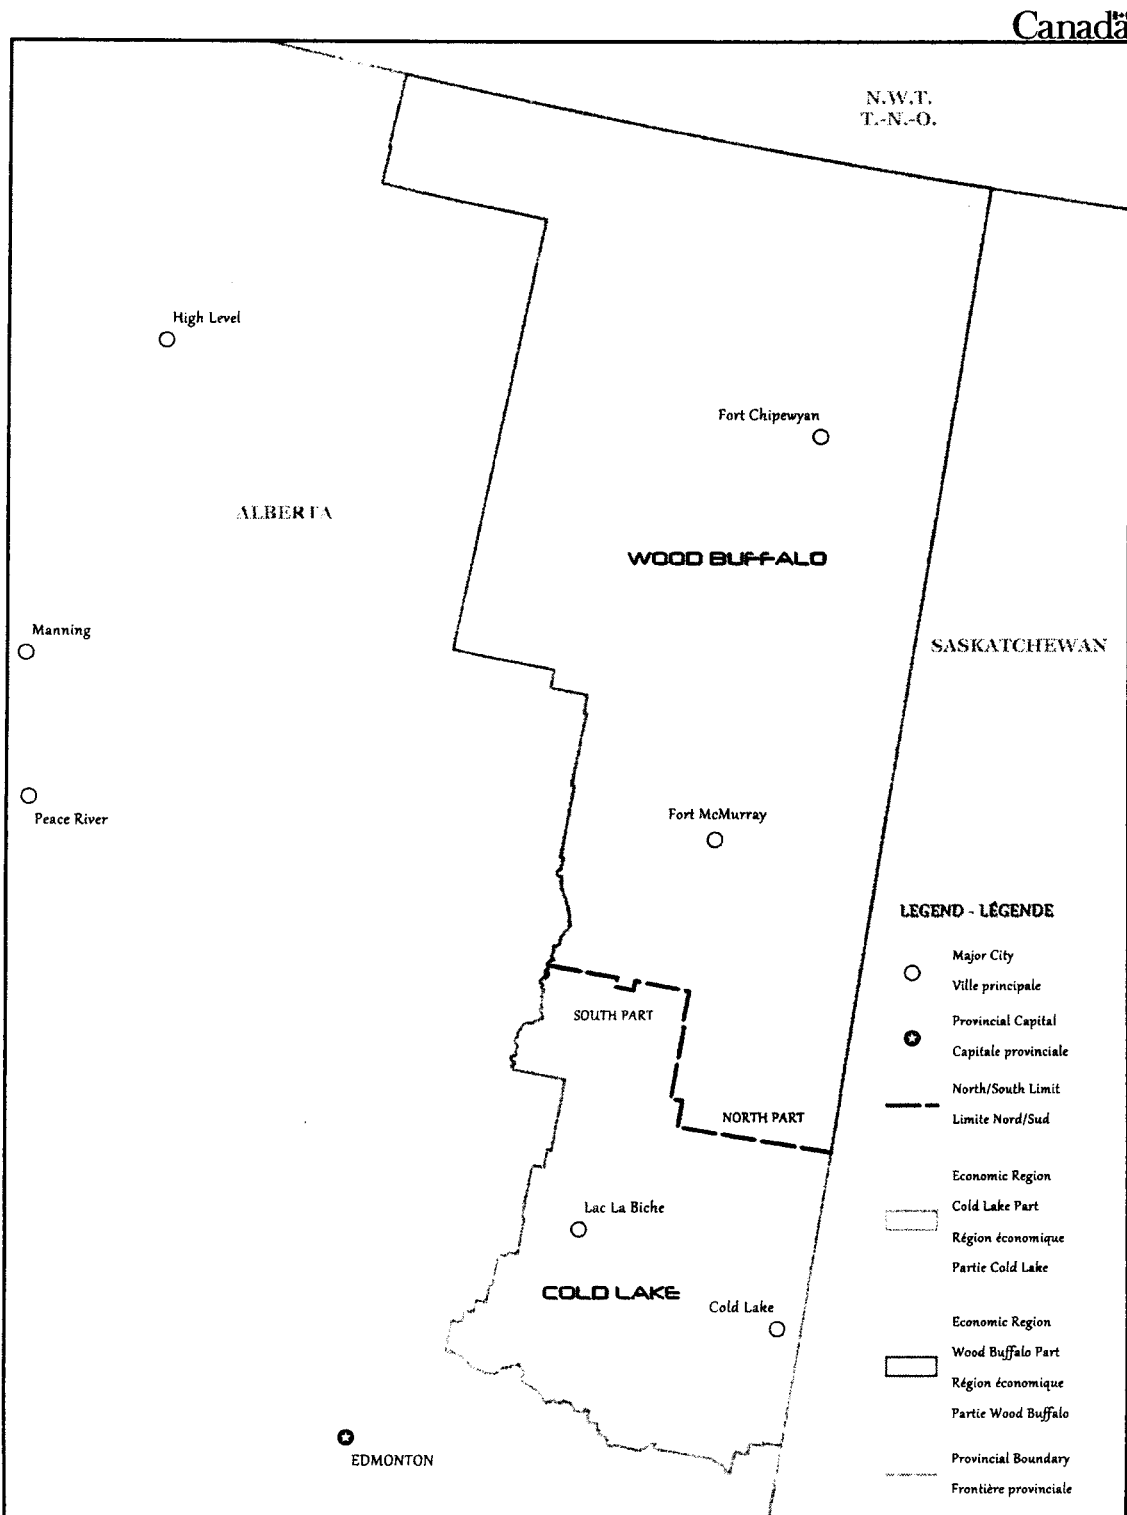 Canada
N.W.T.
T.-N.-O.
High Level
Fort Chipewyan
ALBERTA
WOOD BUFFALO
Manning
SASKATCHEWAN
Peace River
Fort McMurray
LEGEND - LÉGENDE
Major City
Ville principale
SOUTH PART
Provincial Capital
Capitale provinciale
North/South Limit
Limite Nord/Sud
NORTH PART
Economic Region
Cold Lake Part
Région économique
Partie Cold Lake
Lac La Biche
COLD LAKE
Cold Lake
Economic Region
Wood Buffalo Part
Région économique
Partie Wood Buffalo
EDMONTON
Provincial Boundary
Frontière provinciale